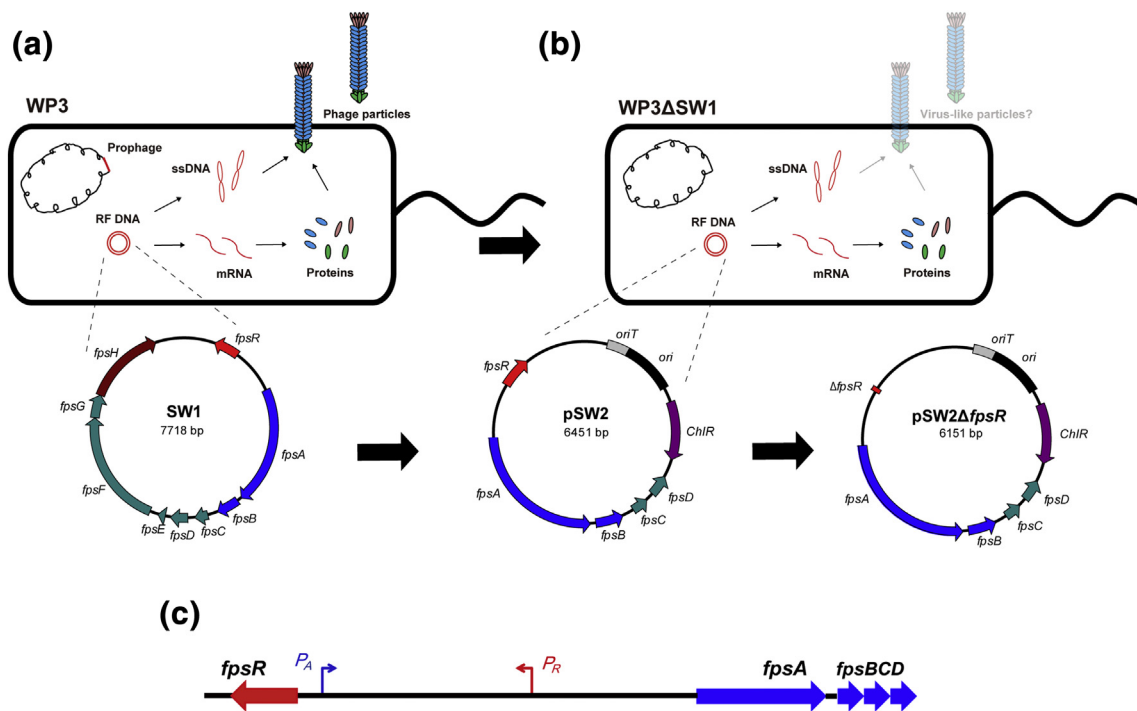 (a)
WP3
Phage particles
Prophage
ssDNA
RF DNA
mRNA
Proteins
fpsH
fpsR
fpsG
SW1
7718 bp
fpsA
fpsF
fpsE
fpsD
fpsC
fpsB
(b)
WP3ΔSW1
Virus-like particles?
ssDNA
RF DNA
mRNA
Proteins
oriT
ori
fpsR
pSW2
6451 bp
ChlR
fpsA
fpsD
fpsC
fpsB
oriT
ori
ΔfpsR
pSW2ΔfpsR
6151 bp
ChlR
fpsA
fpsD
fpsC
fpsB
(c)
fpsR
PA
PR
fpsA
fpsBCD